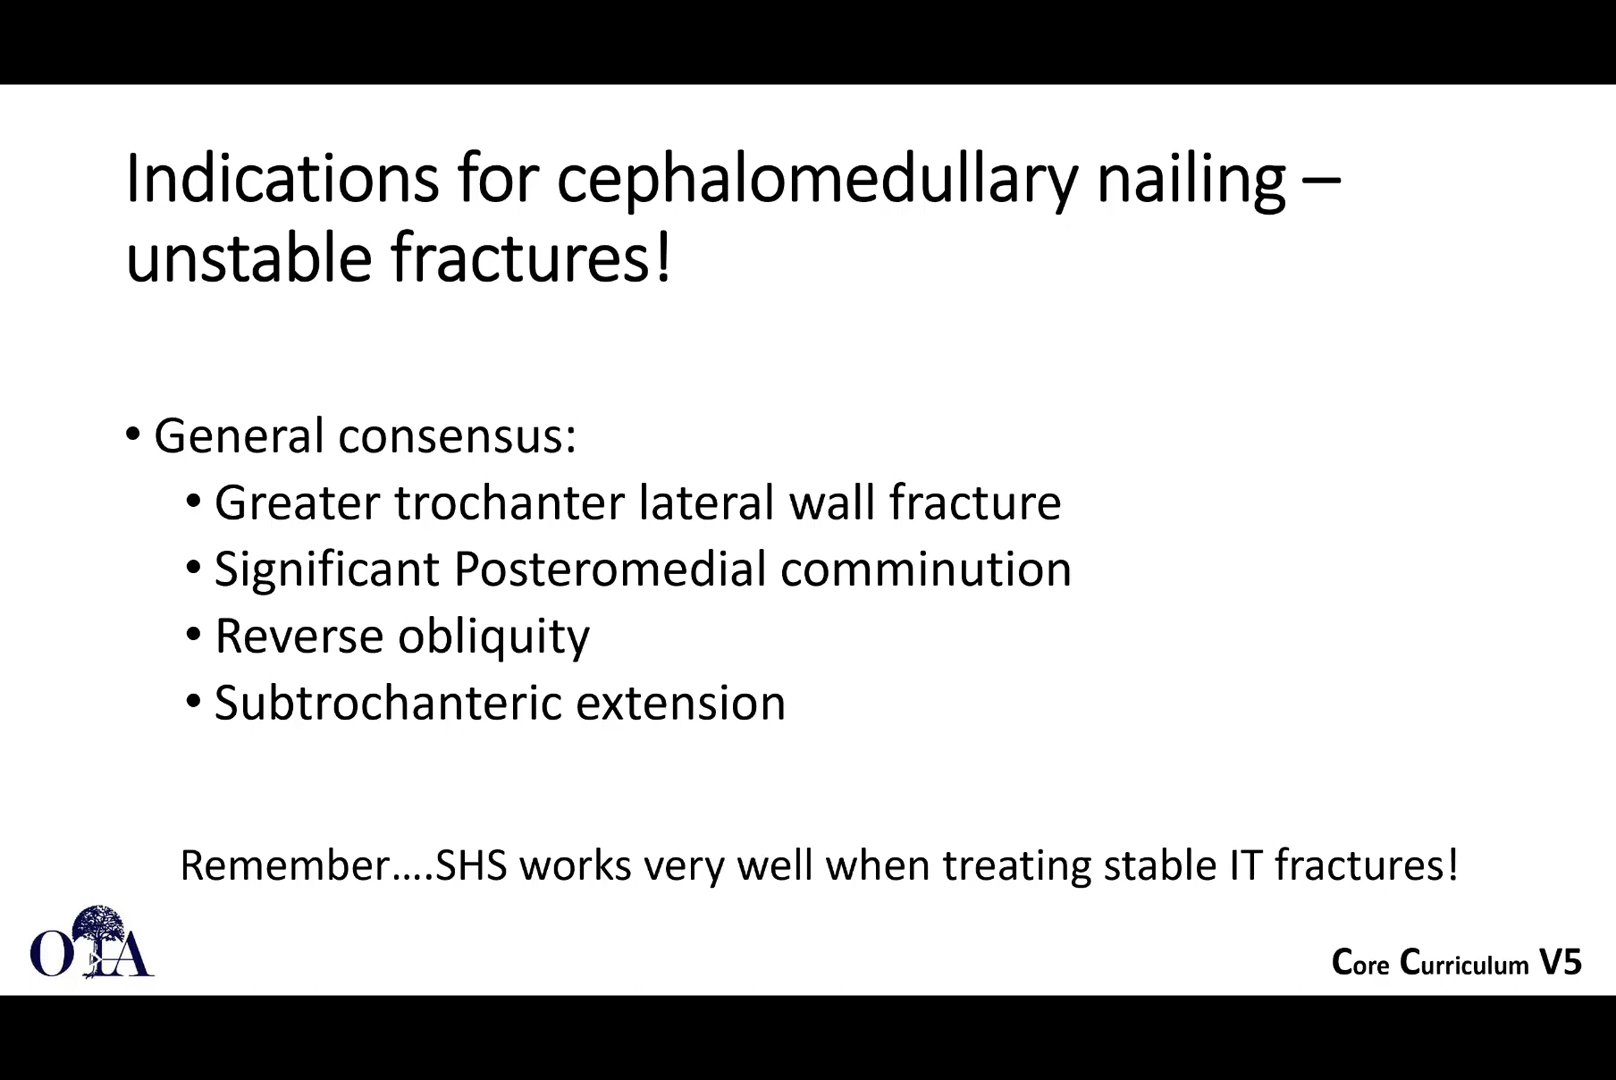 Indications for cephalomedullary nailing –
unstable fractures!
• General consensus:
• Greater trochanter lateral wall fracture
• Significant Posteromedial comminution
• Reverse obliquity
• Subtrochanteric extension
Remember....SHS works very well when treating stable IT fractures!
OTA
Core Curriculum V5